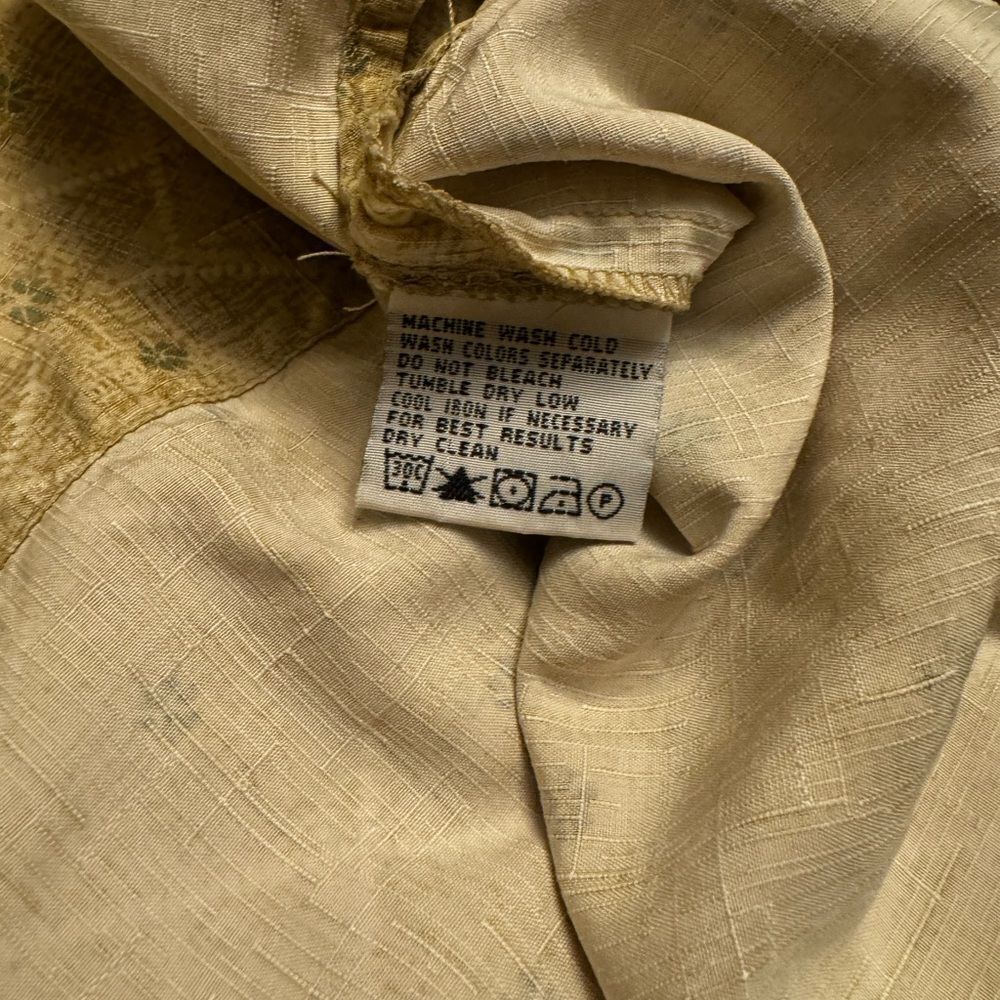 MACHINE WASH COLD
WASH COLORS SEPARATELY
DO NOT BLEACH
TUMBLE DRY LOW
COOL IRON IF NECESSARY
FOR BEST RESULTS
DRY CLEAN
30C P